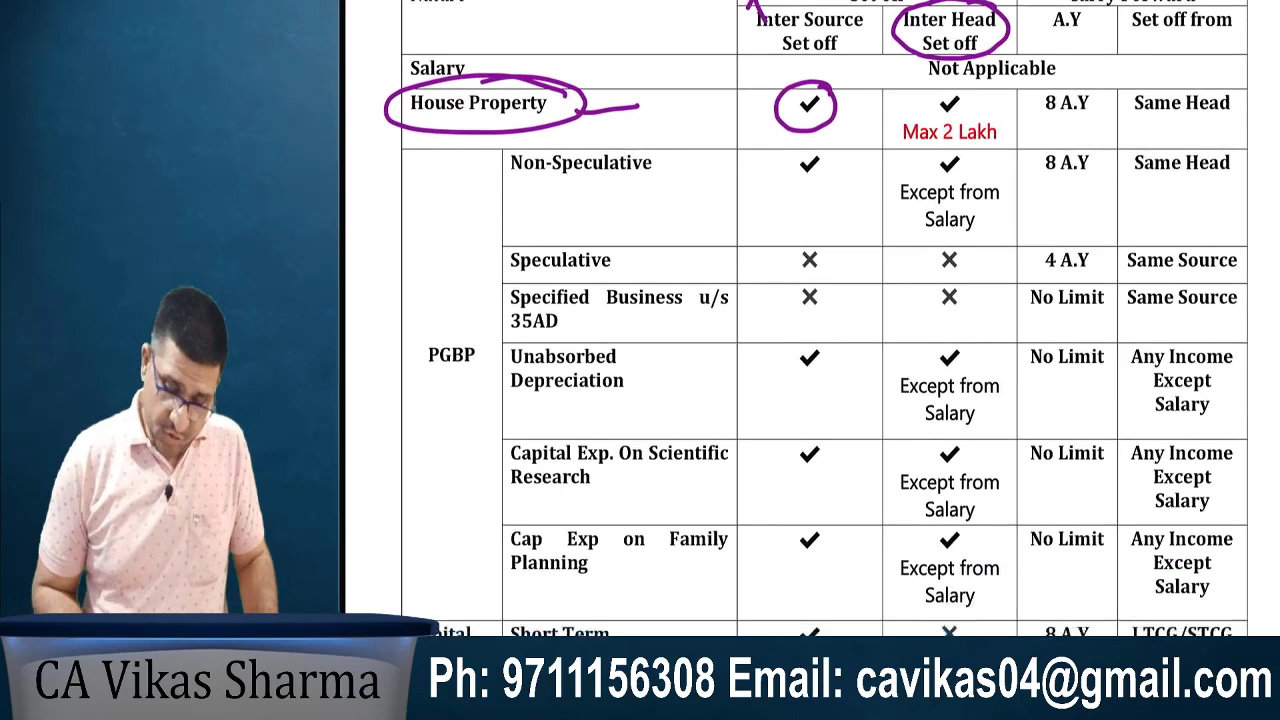 Inter Source Inter Head A.Y Set off from
Set off Set off
Salary Not Applicable
House Property ✔ ✔ 8 A.Y Same Head
Max 2 Lakh
Non-Speculative ✔ ✔ 8 A.Y Same Head
Except from
Salary
Speculative ✕ ✕ 4 A.Y Same Source
Specified Business u/s ✕ ✕ No Limit Same Source
35AD
PGBP
Unabsorbed ✔ ✔ No Limit Any Income
Depreciation Except from Except
Salary Salary
Capital Exp. On Scientific ✔ ✔ No Limit Any Income
Research Except from Except
Salary Salary
Cap Exp on Family ✔ ✔ No Limit Any Income
Planning Except from Except
Salary Salary
Short Term 8 A.Y LTCG/STCG
CA Vikas Sharma
Ph: 9711156308 Email: cavikas04@gmail.com